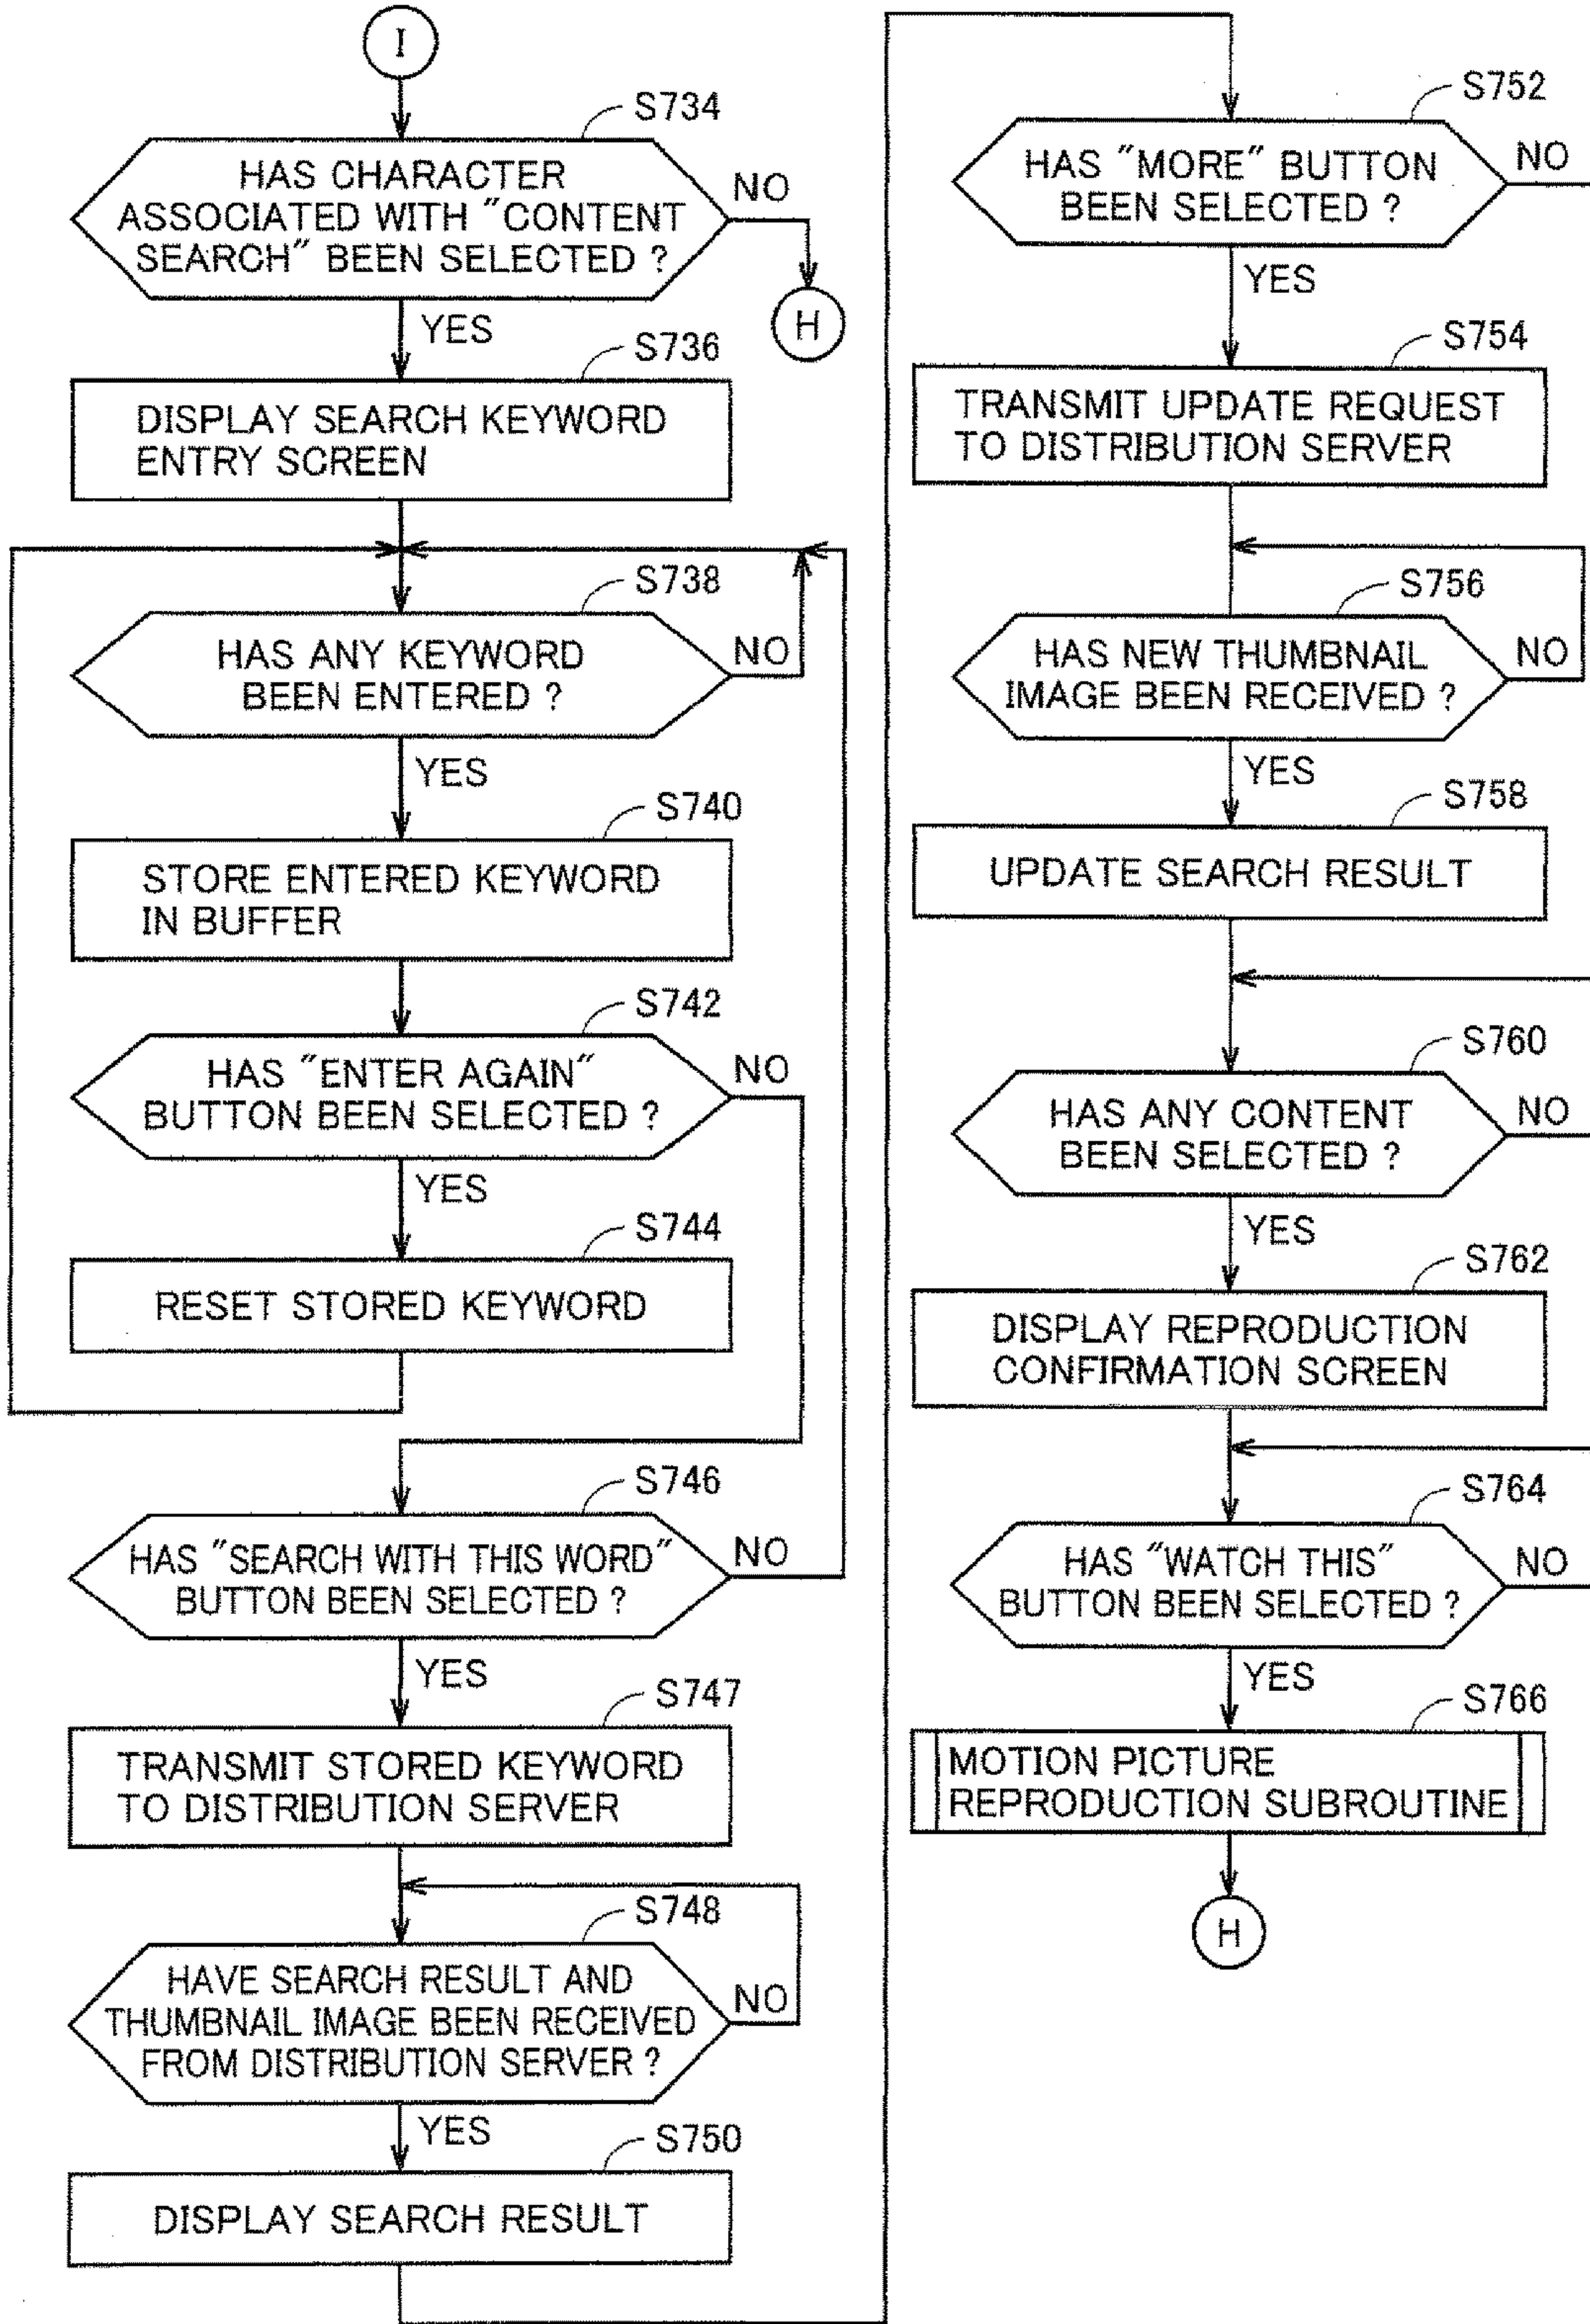 I
S734
HAS CHARACTER
ASSOCIATED WITH "CONTENT
SEARCH" BEEN SELECTED ?
NO
H
YES
S736
DISPLAY SEARCH KEYWORD
ENTRY SCREEN
S738
HAS ANY KEYWORD
BEEN ENTERED ?
NO
YES
S740
STORE ENTERED KEYWORD
IN BUFFER
S742
HAS "ENTER AGAIN"
BUTTON BEEN SELECTED ?
NO
YES
S744
RESET STORED KEYWORD
S746
HAS "SEARCH WITH THIS WORD"
BUTTON BEEN SELECTED ?
NO
YES
S747
TRANSMIT STORED KEYWORD
TO DISTRIBUTION SERVER
S748
HAVE SEARCH RESULT AND
THUMBNAIL IMAGE BEEN RECEIVED
FROM DISTRIBUTION SERVER ?
NO
YES
S750
DISPLAY SEARCH RESULT
S752
HAS "MORE" BUTTON
BEEN SELECTED ?
NO
YES
S754
TRANSMIT UPDATE REQUEST
TO DISTRIBUTION SERVER
S756
HAS NEW THUMBNAIL
IMAGE BEEN RECEIVED ?
NO
YES
S758
UPDATE SEARCH RESULT
S760
HAS ANY CONTENT
BEEN SELECTED ?
NO
YES
S762
DISPLAY REPRODUCTION
CONFIRMATION SCREEN
S764
HAS "WATCH THIS"
BUTTON BEEN SELECTED ?
NO
YES
S766
MOTION PICTURE
REPRODUCTION SUBROUTINE
H